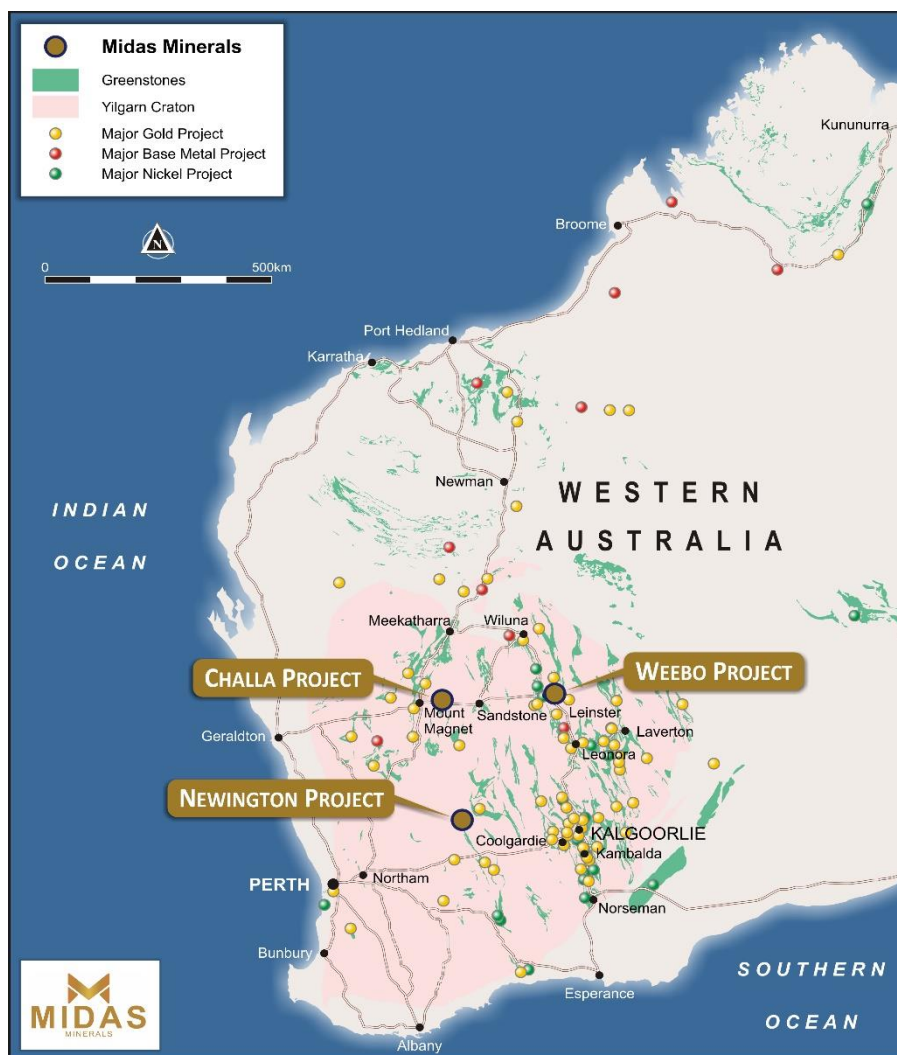 Midas Minerals
Greenstones
Yilgarn Craton
Major Gold Project
Major Base Metal Project
Major Nickel Project
N
0 500km
Kununurra
Broome
Port Hedland
Karratha
Newman
WESTERN
AUSTRALIA
INDIAN
OCEAN
Meekatharra
Wiluna
CHALLA PROJECT
WEEBO PROJECT
Mount
Magnet
Sandstone
Leinster
Geraldton
Laverton
Leonora
NEWINGTON PROJECT
Coolgardie
KALGOORLIE
Kambalda
PERTH
Northam
Norseman
Bunbury
Esperance
SOUTHERN
OCEAN
Albany
MIDAS
MINERALS